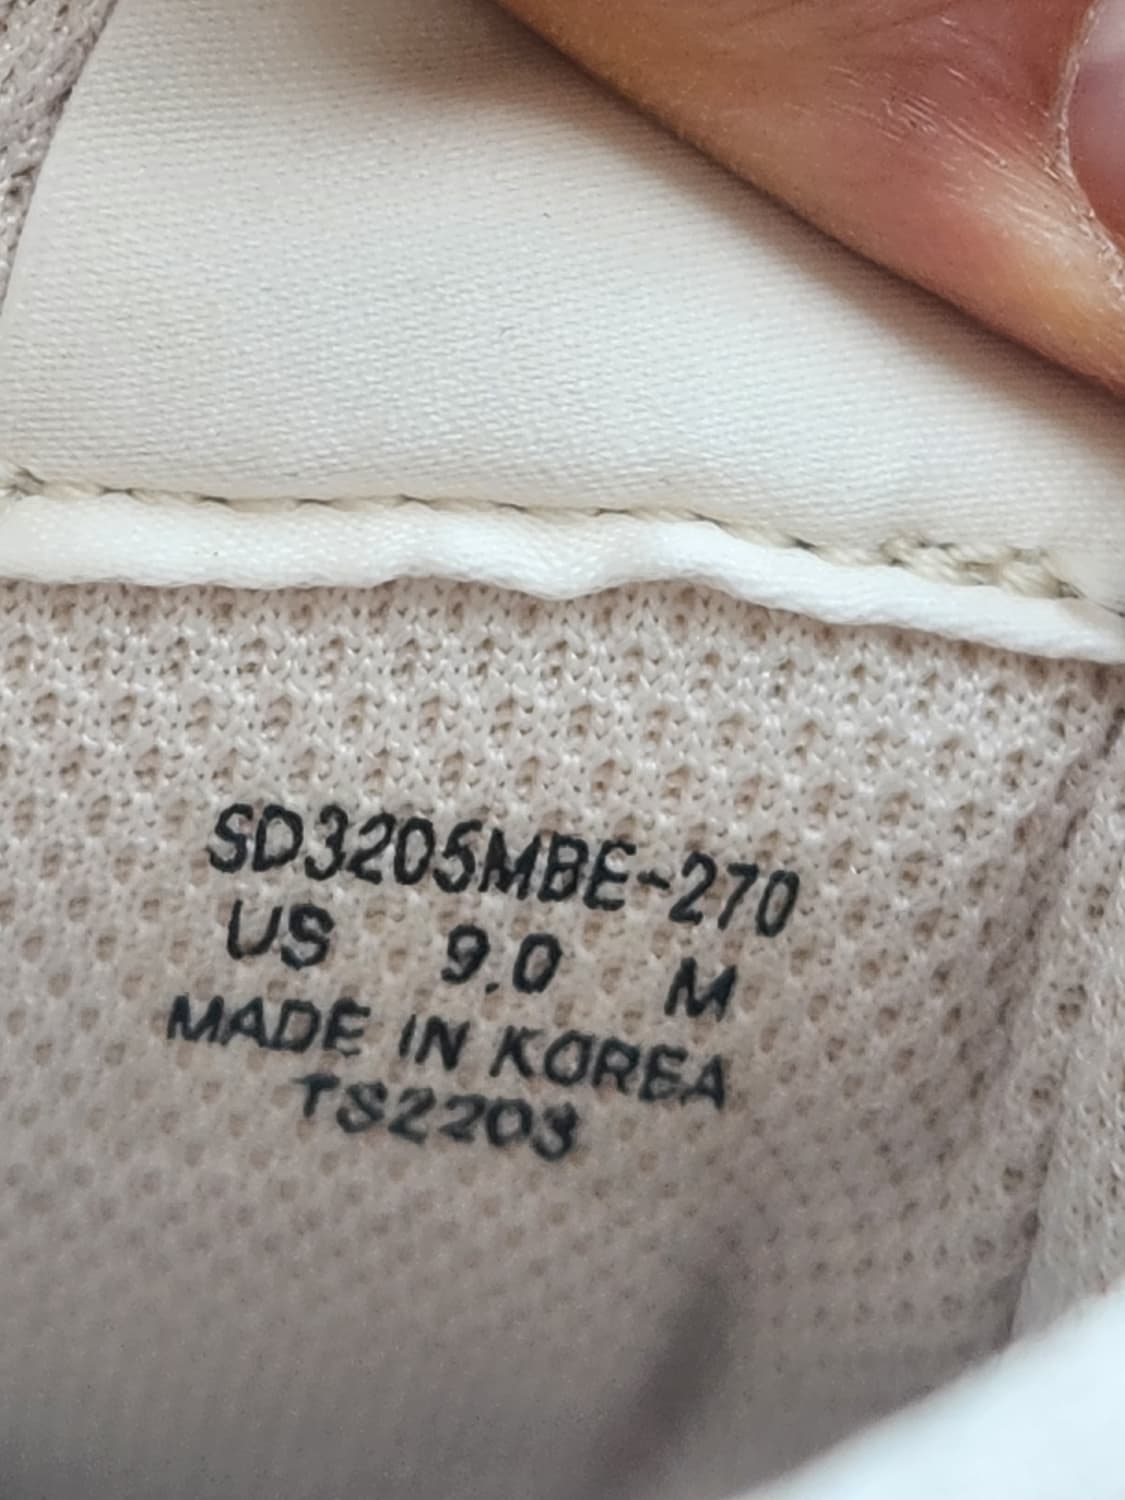 SD3205MBE-270
US 9.0 M
MADE IN KOREA
TS2203